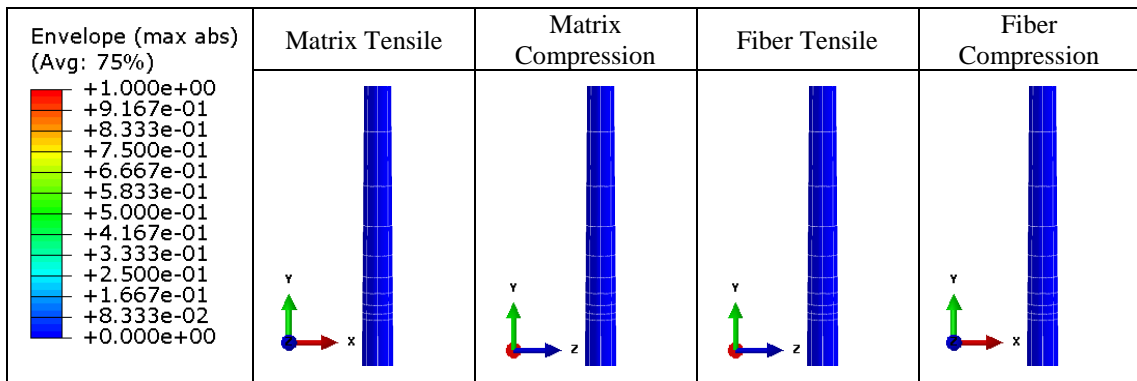 Envelope (max abs)
(Avg: 75%)
+1.000e+00
+9.167e-01
+8.333e-01
+7.500e-01
+6.667e-01
+5.833e-01
+5.000e-01
+4.167e-01
+3.333e-01
+2.500e-01
+1.667e-01
+8.333e-02
+0.000e+00
Matrix Tensile
Matrix
Compression
Fiber Tensile
Fiber
Compression
Y
Z
X
Y
Z
Y
Z
Y
X